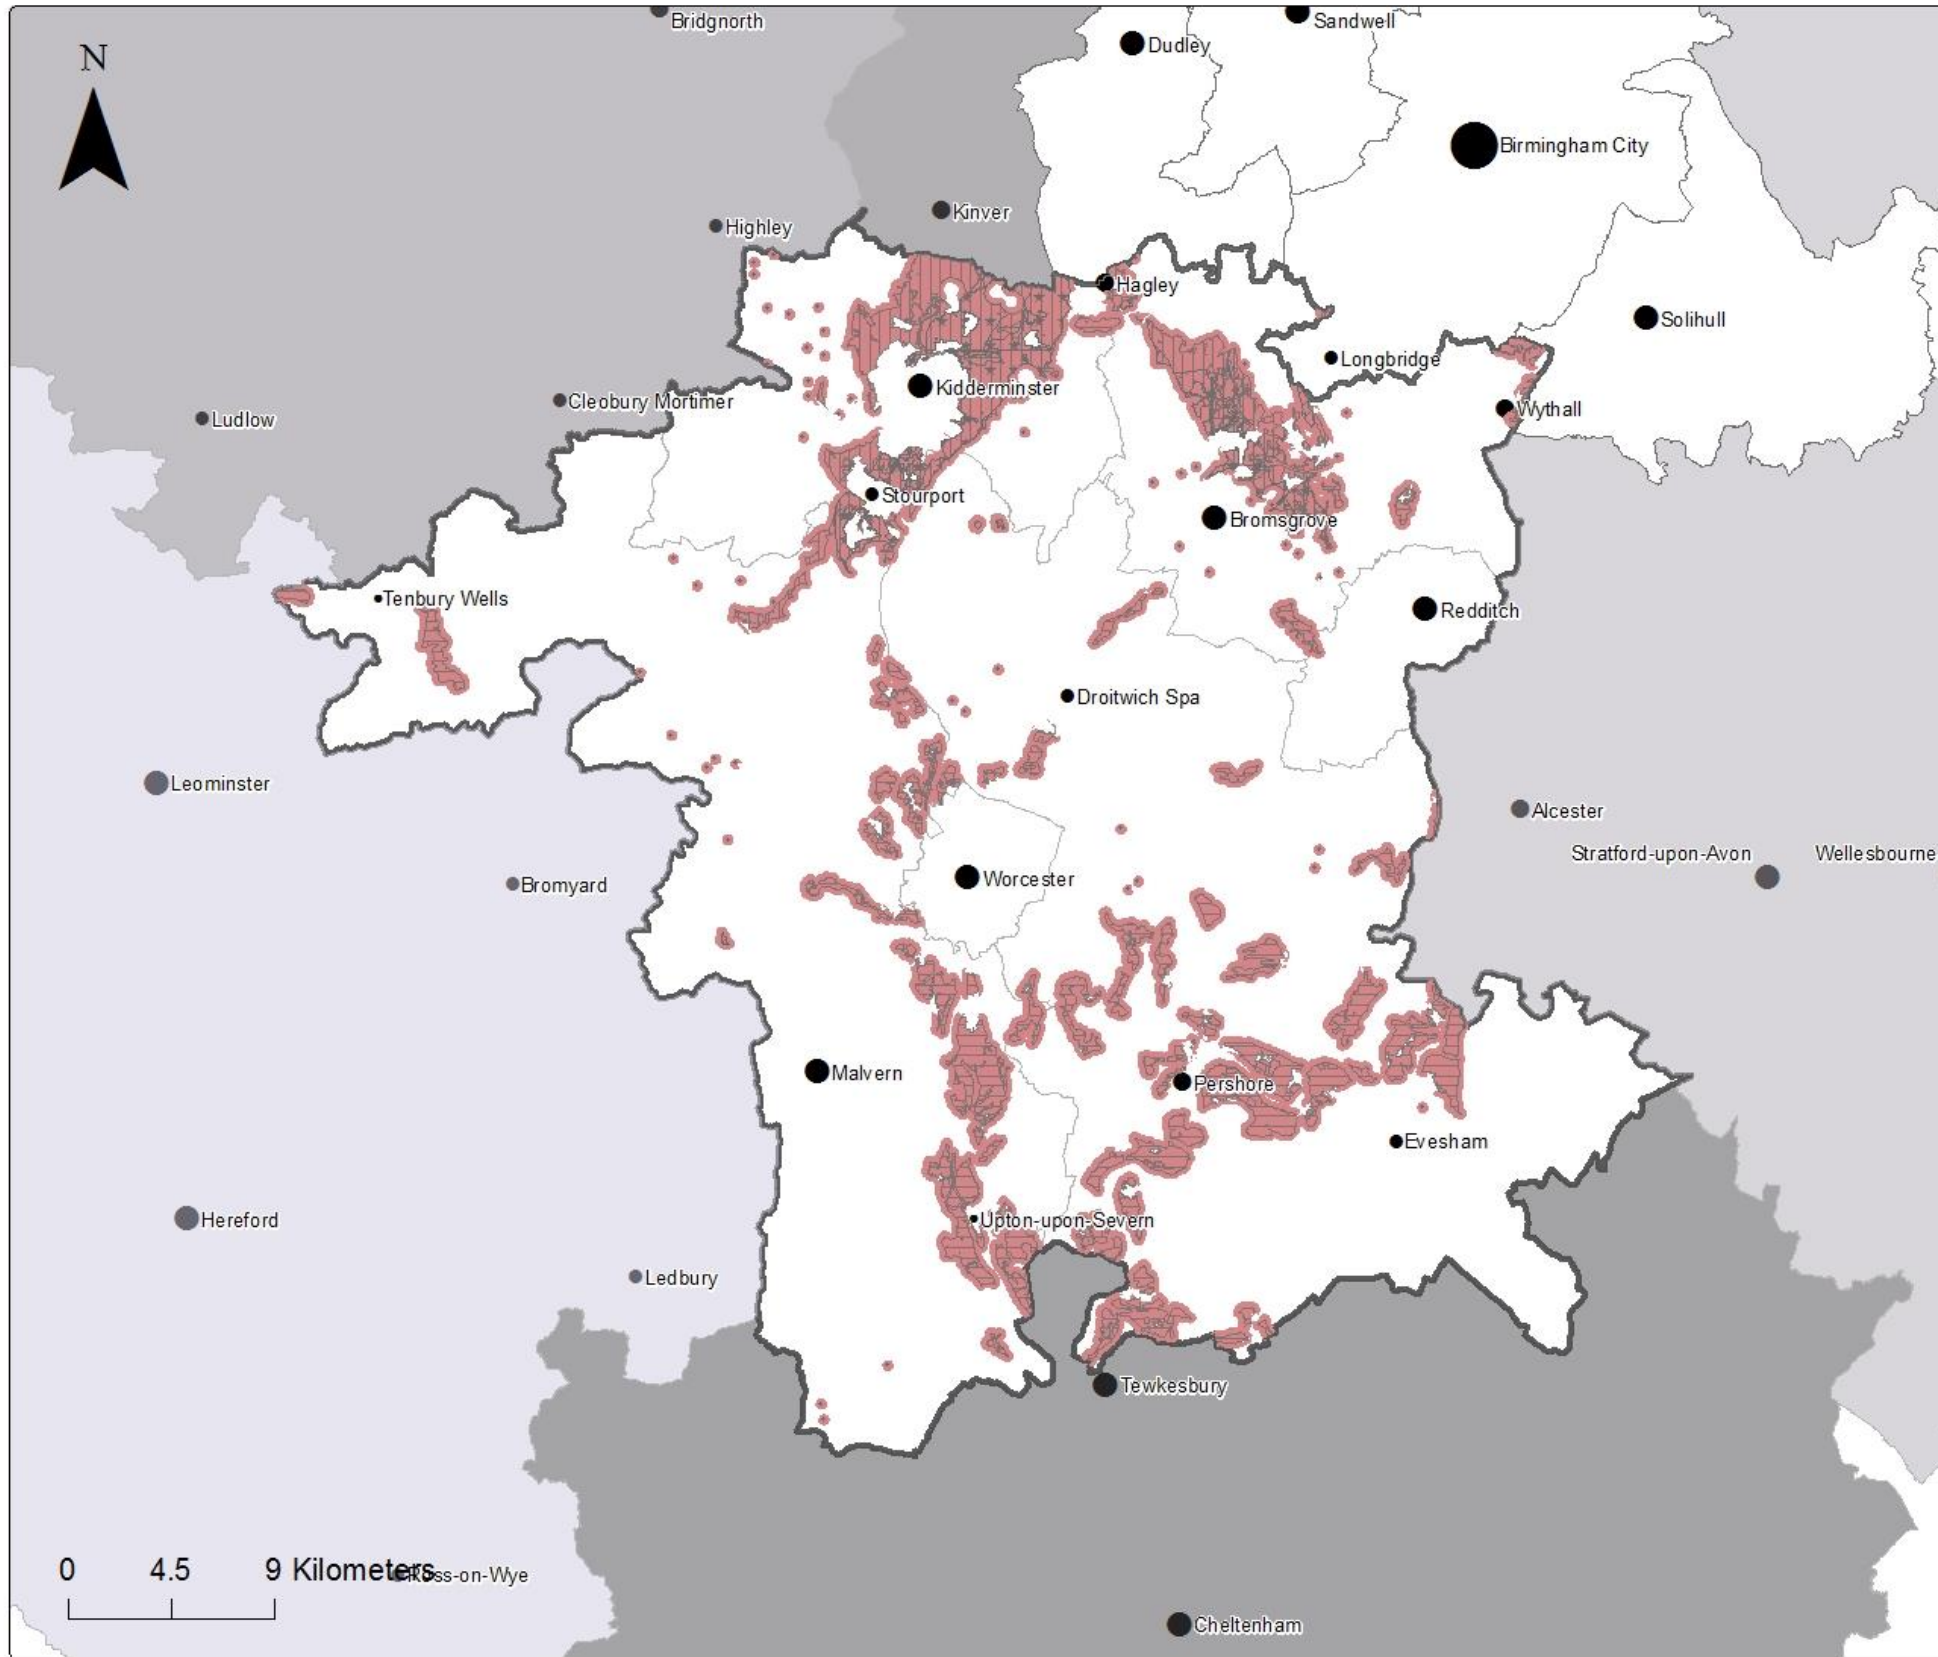 Bridgnorth
Sandwell
Dudley
N
Birmingham City
Kinver
Highley
Hagley
Solihull
Longbridge
Kidderminster
Cleobury Mortimer
Wythall
Ludlow
Stourport
Bromsgrove
Tenbury Wells
Redditch
Droitwich Spa
Leominster
Alcester
Stratford-upon-Avon
Wellesbourne
Worcester
Bromyard
Malvern
Pershore
Evesham
Hereford
Upton-upon-Severn
Ledbury
Tewkesbury
0 4.5 9 Kilometers
Ross-on-Wye
Cheltenham